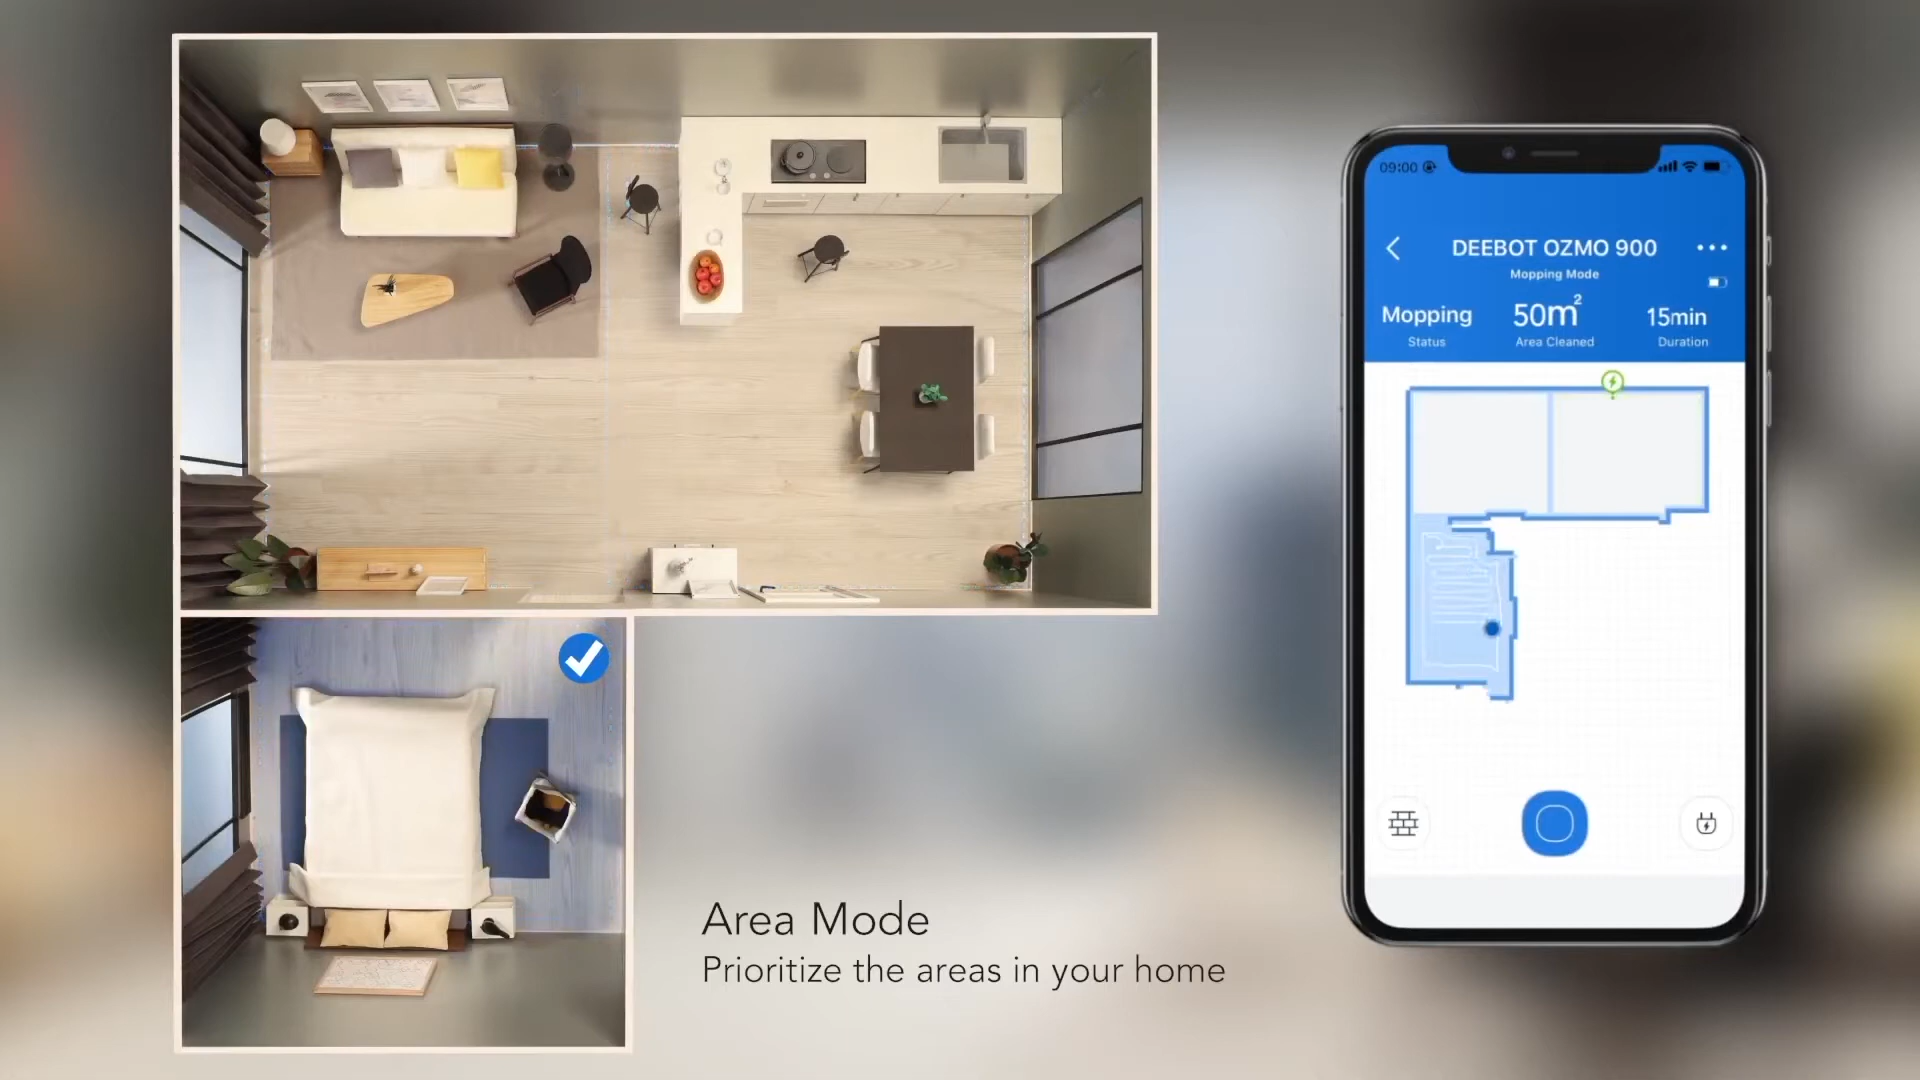 09:00
DEEBOT OZMO 900
Mopping Mode
Mopping 50m² 15min
Status Area Cleaned Duration
Area Mode
Prioritize the areas in your home